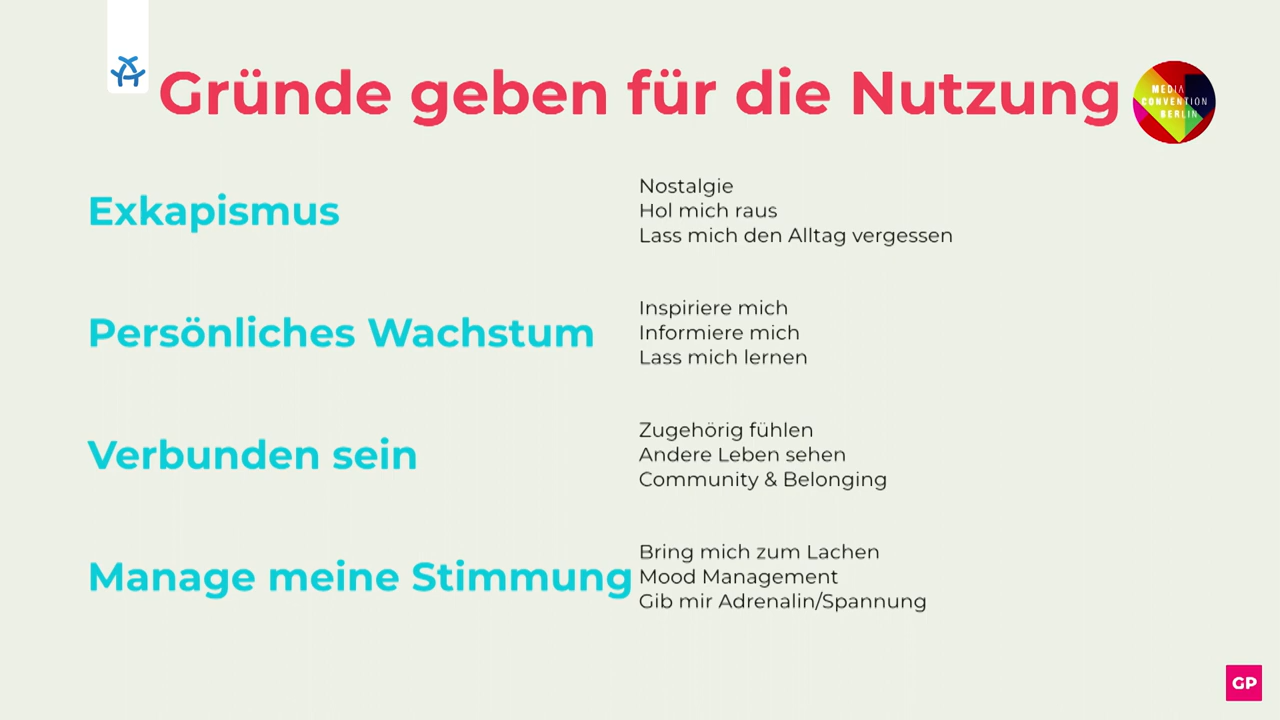 Gründe geben für die Nutzung
MEDIA
CONVENTION
BERLIN
Exkapismus
Nostalgie
Hol mich raus
Lass mich den Alltag vergessen
Persönliches Wachstum
Inspiriere mich
Informiere mich
Lass mich lernen
Verbunden sein
Zugehörig fühlen
Andere Leben sehen
Community & Belonging
Manage meine Stimmung
Bring mich zum Lachen
Mood Management
Gib mir Adrenalin/Spannung
GP